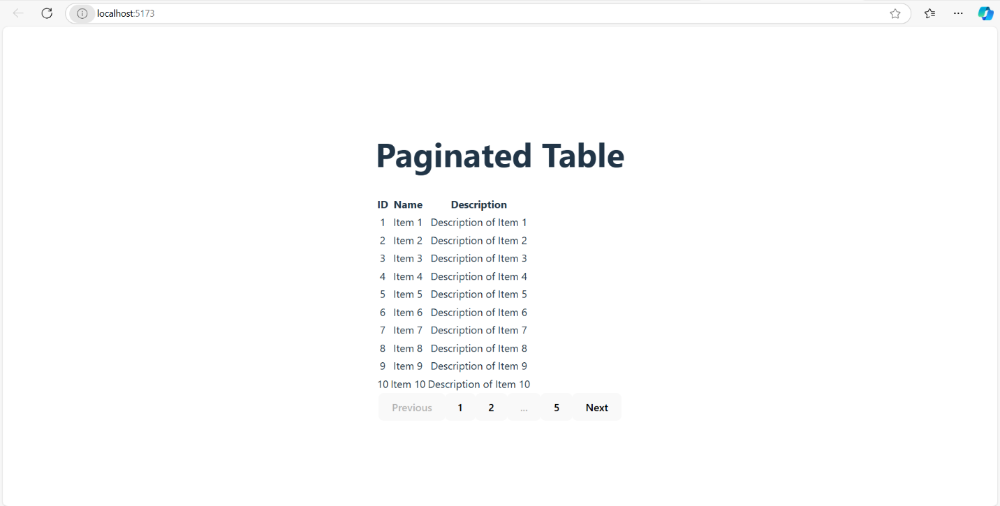 localhost:5173
Paginated Table
ID Name Description
1 Item 1 Description of Item 1
2 Item 2 Description of Item 2
3 Item 3 Description of Item 3
4 Item 4 Description of Item 4
5 Item 5 Description of Item 5
6 Item 6 Description of Item 6
7 Item 7 Description of Item 7
8 Item 8 Description of Item 8
9 Item 9 Description of Item 9
10 Item 10 Description of Item 10
Previous 1 2 ... 5 Next